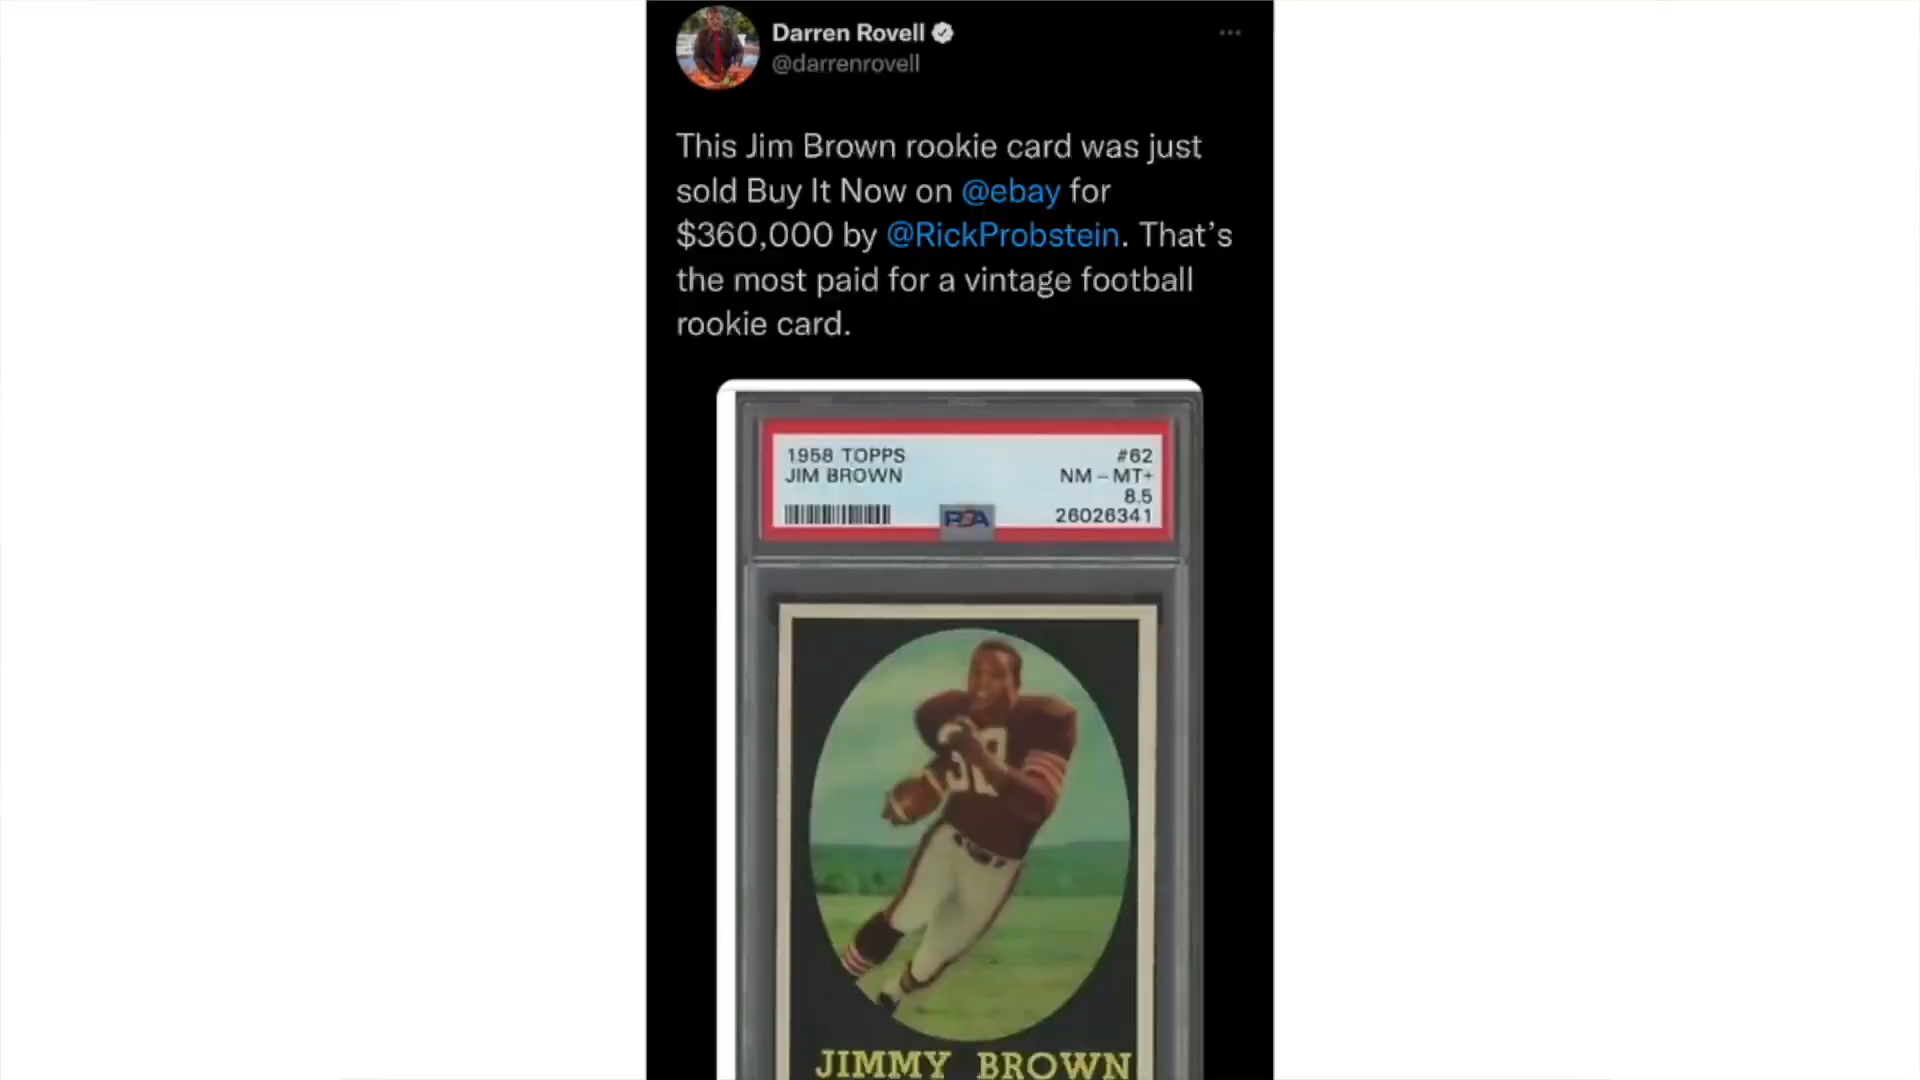 Darren Rovell
@darrenrovell
This Jim Brown rookie card was just
sold Buy It Now on @ebay for
$360,000 by @RickProbstein. That’s
the most paid for a vintage football
rookie card.
1958 TOPPS #62
JIM BROWN NM – MT+
8.5
PSA 26026341
JIMMY BROWN